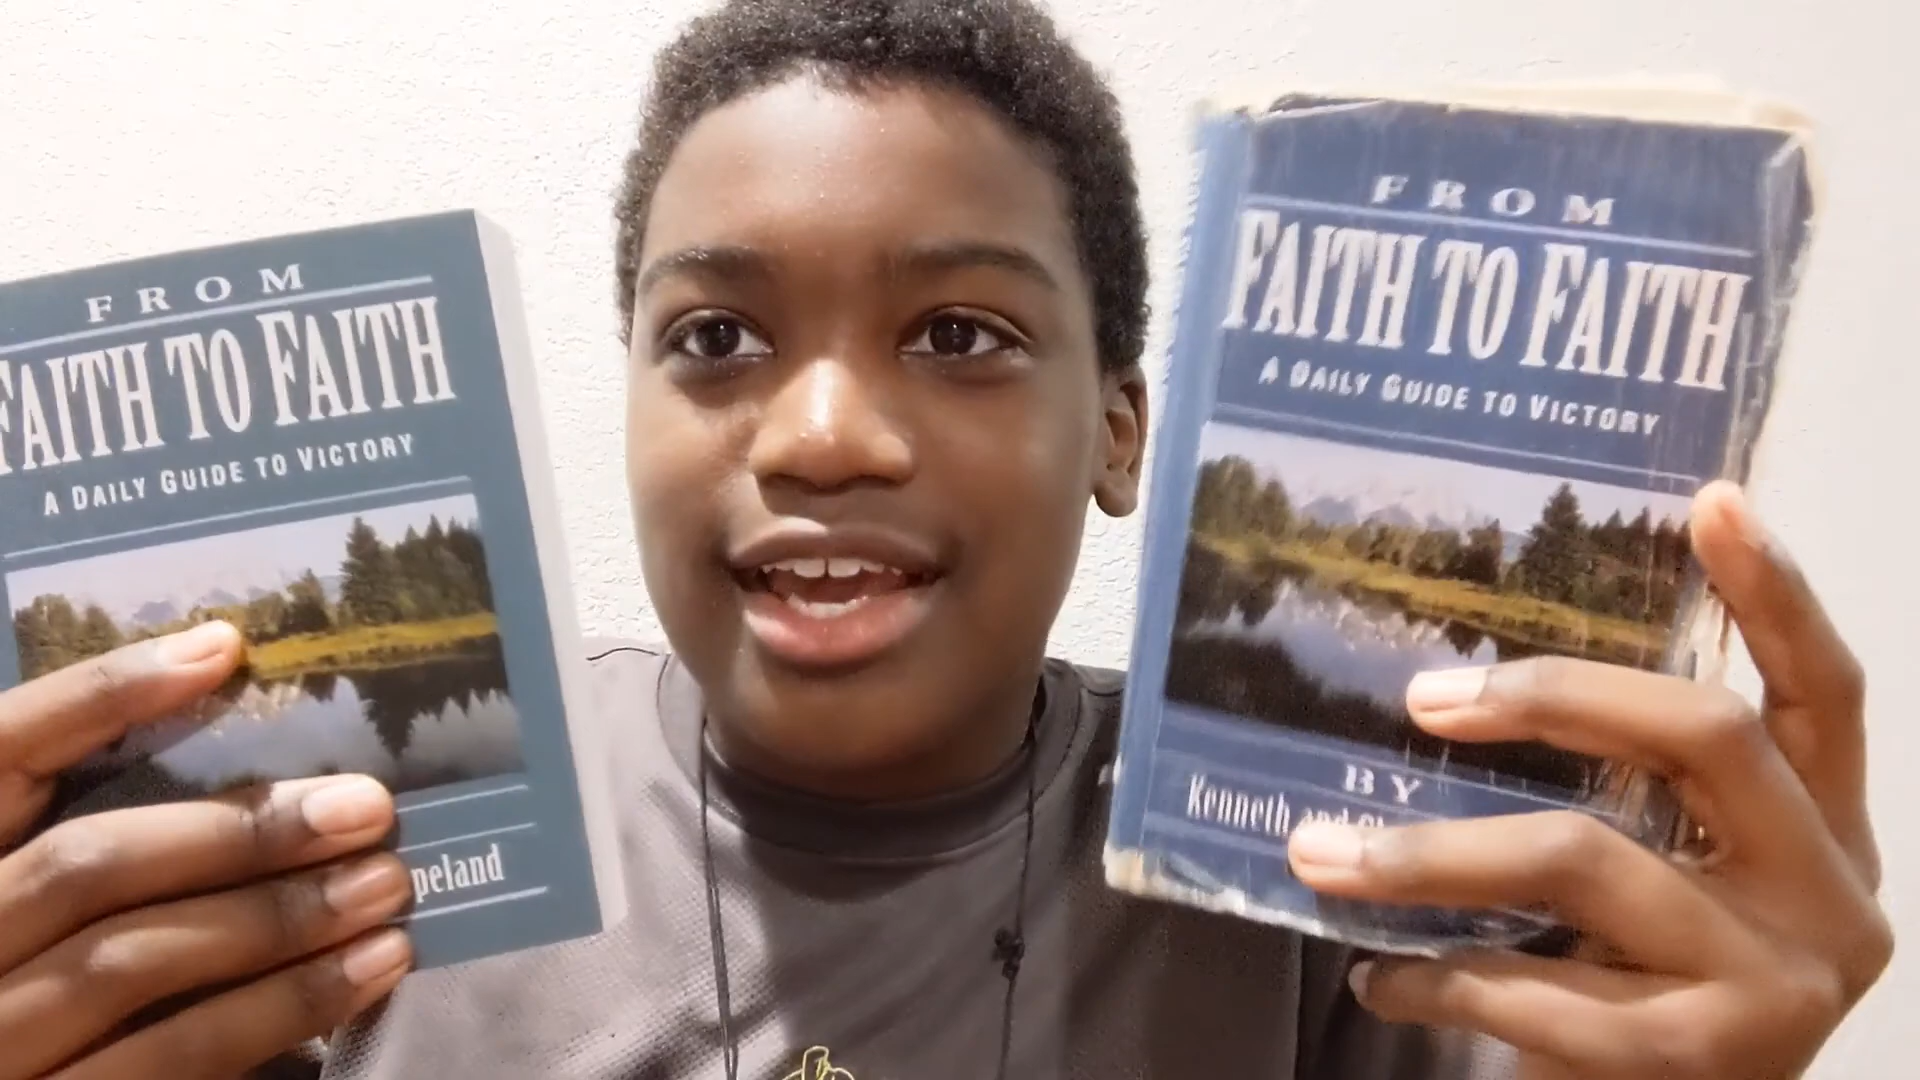 FROM
FAITH TO FAITH
A DAILY GUIDE TO VICTORY
peland
FROM
FAITH TO FAITH
A DAILY GUIDE TO VICTORY
BY
Kenneth and